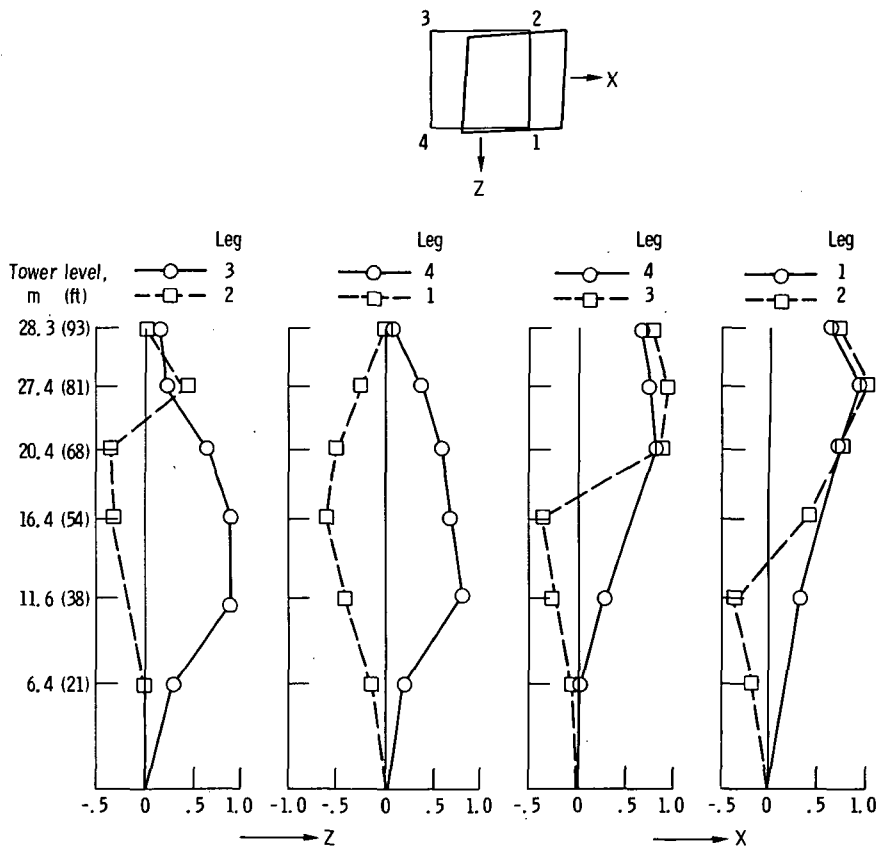 3 2
X
4 1
Z
Leg Leg Leg Leg
Tower level, 3 4 4 1
m (ft) 2 1 3 2
28.3 (93)
27.4 (81)
20.4 (68)
16.4 (54)
11.6 (38)
6.4 (21)
-.5 0 .5 1.0 -1.0 -.5 0 .5 1.0 -.5 0 .5 1.0 -.5 0 .5 1.0
Z X